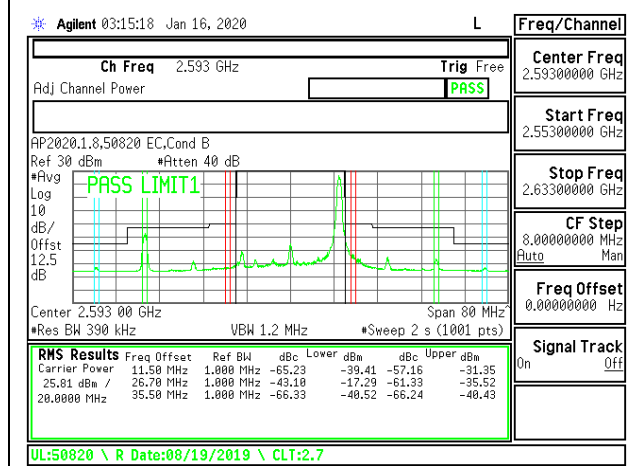 Agilent 03:15:18 Jan 16, 2020 L
Ch Freq 2.593 GHz Trig Free
Adj Channel Power PASS
AP2020.1.8,50820 EC,Cond B
Ref 30 dBm #Atten 40 dB
#Avg
Log
10
dB/
Offst
12.5
dB
PASS LIMIT1
Center 2.593 00 GHz Span 80 MHz^
#Res BW 390 kHz VBW 1.2 MHz #Sweep 2 s (1001 pts)
RMS Results Freq Offset Ref BW dBc Lower dBm dBc Upper dBm
Carrier Power 11.50 MHz 1.000 MHz -65.23 -39.41 -57.16 -31.35
25.81 dBm / 26.70 MHz 1.000 MHz -43.10 -17.29 -61.33 -35.52
20.0000 MHz 35.50 MHz 1.000 MHz -66.33 -40.52 -66.24 -40.43
UL:50820 \ R Date:08/19/2019 \ CLT:2.7
Freq/Channel
Center Freq
2.59300000 GHz
Start Freq
2.55300000 GHz
Stop Freq
2.63300000 GHz
CF Step
8.00000000 MHz
Auto Man
Freq Offset
0.00000000 Hz
Signal Track
On Off